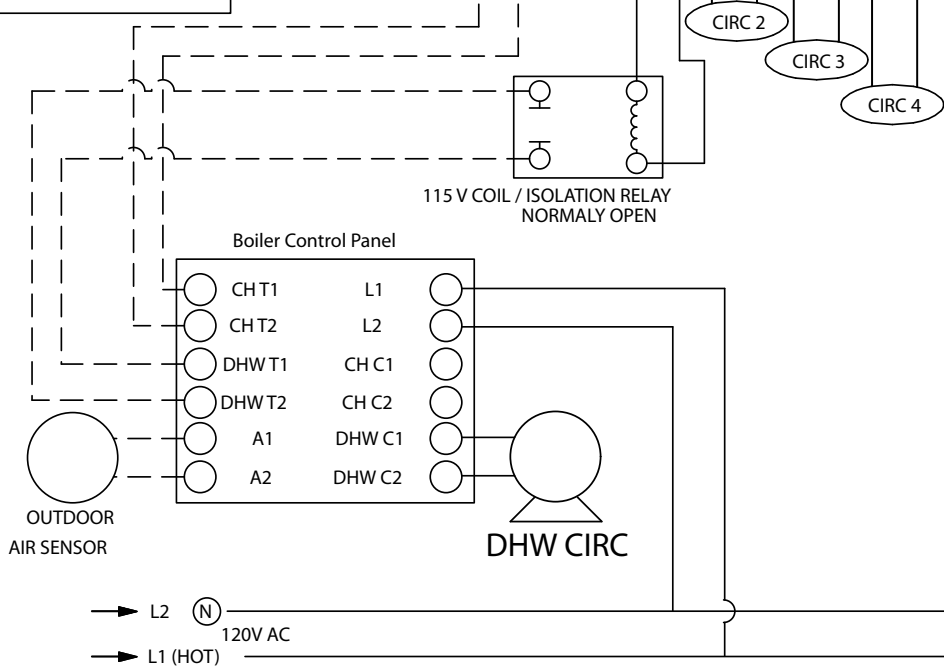 CIRC 2
CIRC 3
CIRC 4
115 V COIL / ISOLATION RELAY
NORMALY OPEN
Boiler Control Panel
CH T1 L1
CH T2 L2
DHW T1 CH C1
DHW T2 CH C2
A1 DHW C1
A2 DHW C2
OUTDOOR
AIR SENSOR
DHW CIRC
L2 N
120V AC
L1 (HOT)